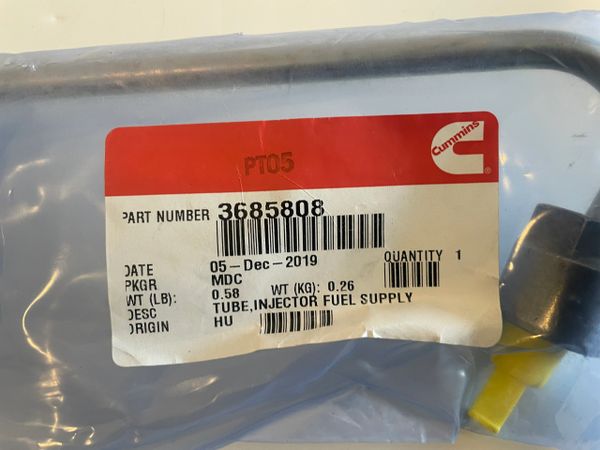 PT05
Cummins
PART NUMBER 3685808
DATE 05-Dec-2019 QUANTITY 1
PKGR MDC
WT (LB): 0.58 WT (KG): 0.26
DESC TUBE,INJECTOR FUEL SUPPLY
ORIGIN HU